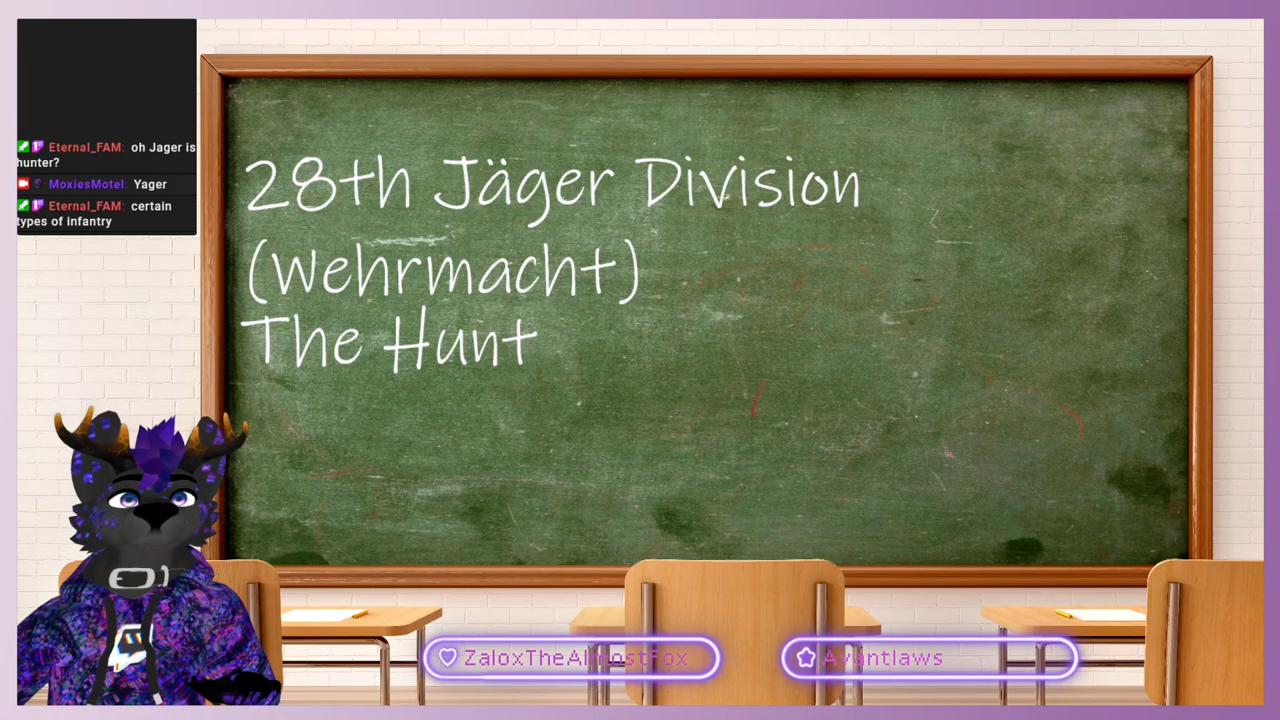 Eternal_FAM: oh Jager is
hunter?
MoxiesMotel: Yager
Eternal_FAM: certain
types of infantry
28th Jäger Division
(Wehrmacht)
The Hunt
ZaloxTheAlmostFox
Avantlaws